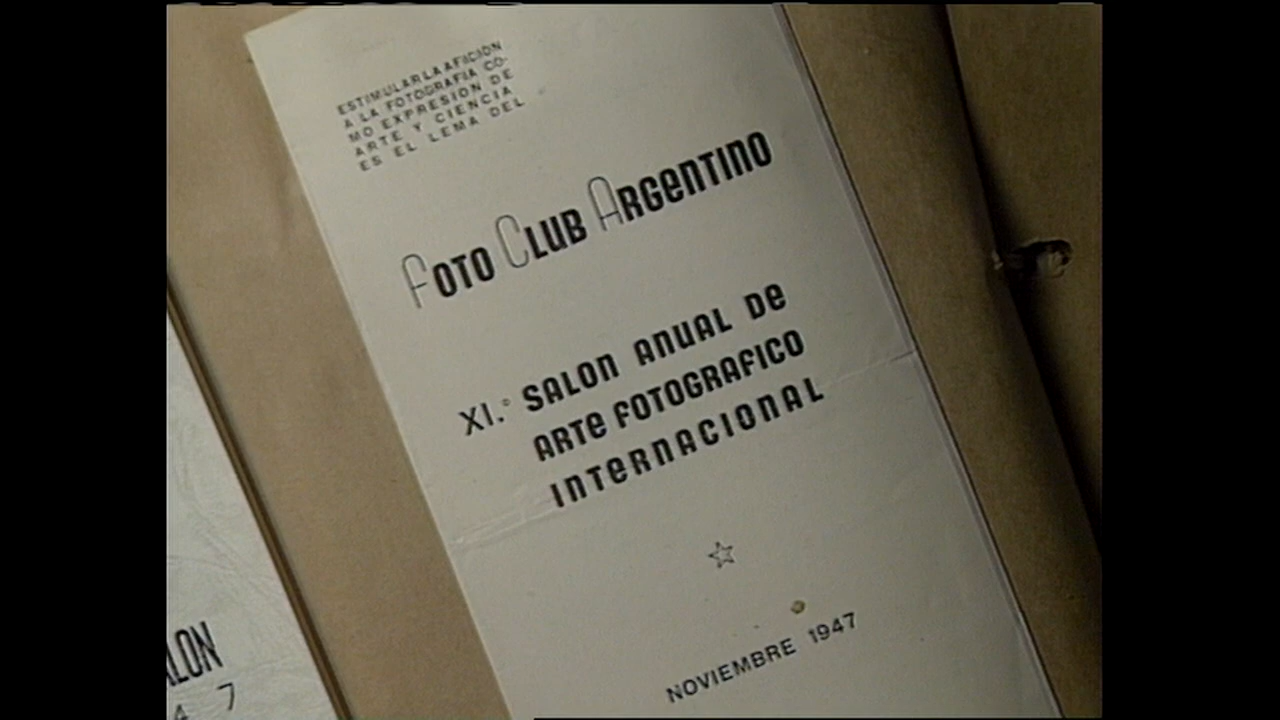 ESTIMULAR LA AFICION
A LA FOTOGRAFIA CO-
MO EXPRESION DE
ARTE Y CIENCIA
ES EL LEMA DEL
FOTO CLUB ARGENTINO
XI.º SALON ANUAL DE
ARTE FOTOGRAFICO
INTERNACIONAL
NOVIEMBRE 1947
ALON
47